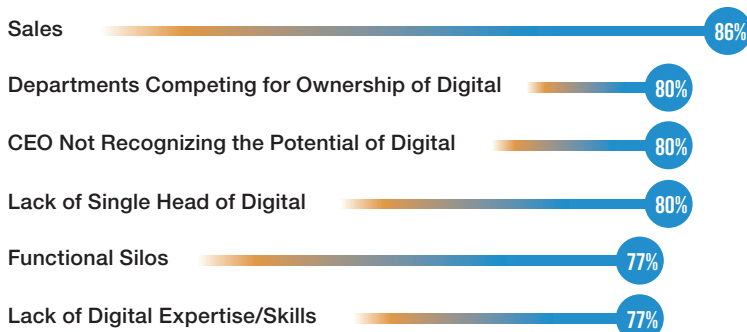 Sales 86%
Departments Competing for Ownership of Digital 80%
CEO Not Recognizing the Potential of Digital 80%
Lack of Single Head of Digital 80%
Functional Silos 77%
Lack of Digital Expertise/Skills 77%